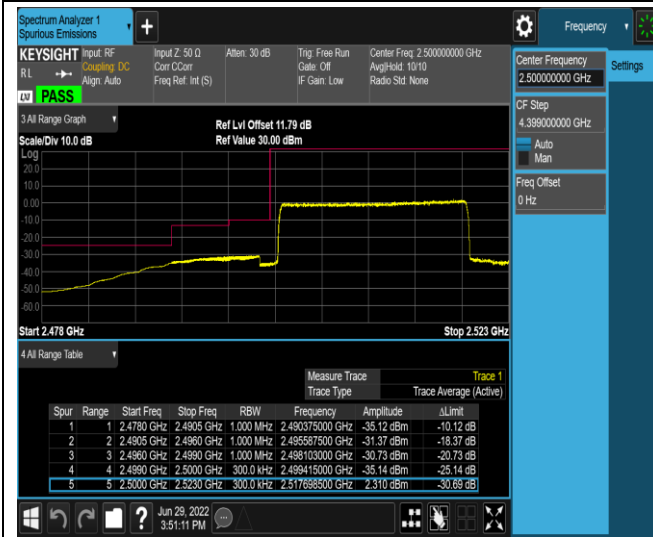 Spectrum Analyzer 1
Spurious Emissions
+
Frequency
KEYSIGHT Input: RF Input Z: 50 Ω Atten: 30 dB Trig: Free Run Center Freq: 2.500000000 GHz
RL Coupling: DC Corr CCorr Gate: Off Avg|Hold: 10/10
Align: Auto Freq Ref: Int (S) IF Gain: Low Radio Std: None
LXI PASS
Center Frequency
2.500000000 GHz
Settings
CF Step
4.399000000 GHz
Auto
Man
Freq Offset
0 Hz
3 All Range Graph
Ref Lvl Offset 11.79 dB
Scale/Div 10.0 dB Ref Value 30.00 dBm
Log
20.0
10.0
0.00
-10.0
-20.0
-30.0
-40.0
-50.0
-60.0
Start 2.478 GHz Stop 2.523 GHz
4 All Range Table
Measure Trace Trace 1
Trace Type Trace Average (Active)
Spur Range Start Freq Stop Freq RBW Frequency Amplitude ΔLimit
1 1 2.4780 GHz 2.4905 GHz 1.000 MHz 2.490375000 GHz -35.12 dBm -10.12 dB
2 2 2.4905 GHz 2.4960 GHz 1.000 MHz 2.495587500 GHz -31.37 dBm -18.37 dB
3 3 2.4960 GHz 2.4990 GHz 1.000 MHz 2.498103000 GHz -30.73 dBm -20.73 dB
4 4 2.4990 GHz 2.5000 GHz 300.0 kHz 2.499415000 GHz -35.14 dBm -25.14 dB
5 5 2.5000 GHz 2.5230 GHz 300.0 kHz 2.517698500 GHz 2.310 dBm -30.69 dB
? Jun 29, 2022
3:51:11 PM